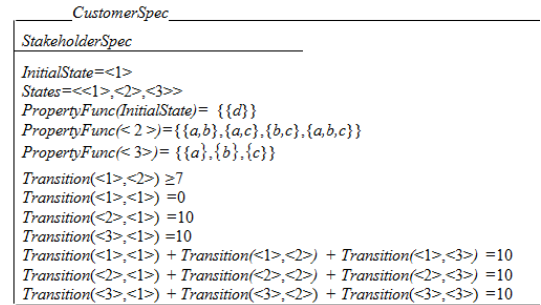 CustomerSpec
StakeholderSpec
InitialState=<1>
States=<<1>,<2>,<3>>
PropertyFunc(InitialState)= {{d}}
PropertyFunc(< 2 >)={{a,b},{a,c},{b,c},{a,b,c}}
PropertyFunc(< 3>)= {{a},{b},{c}}
Transition(<1>,<2>) ≥7
Transition(<1>,<1>) =0
Transition(<2>,<1>) =10
Transition(<3>,<1>) =10
Transition(<1>,<1>) + Transition(<1>,<2>) + Transition(<1>,<3>) =10
Transition(<2>,<1>) + Transition(<2>,<2>) + Transition(<2>,<3>) =10
Transition(<3>,<1>) + Transition(<3>,<2>) + Transition(<3>,<3>) =10